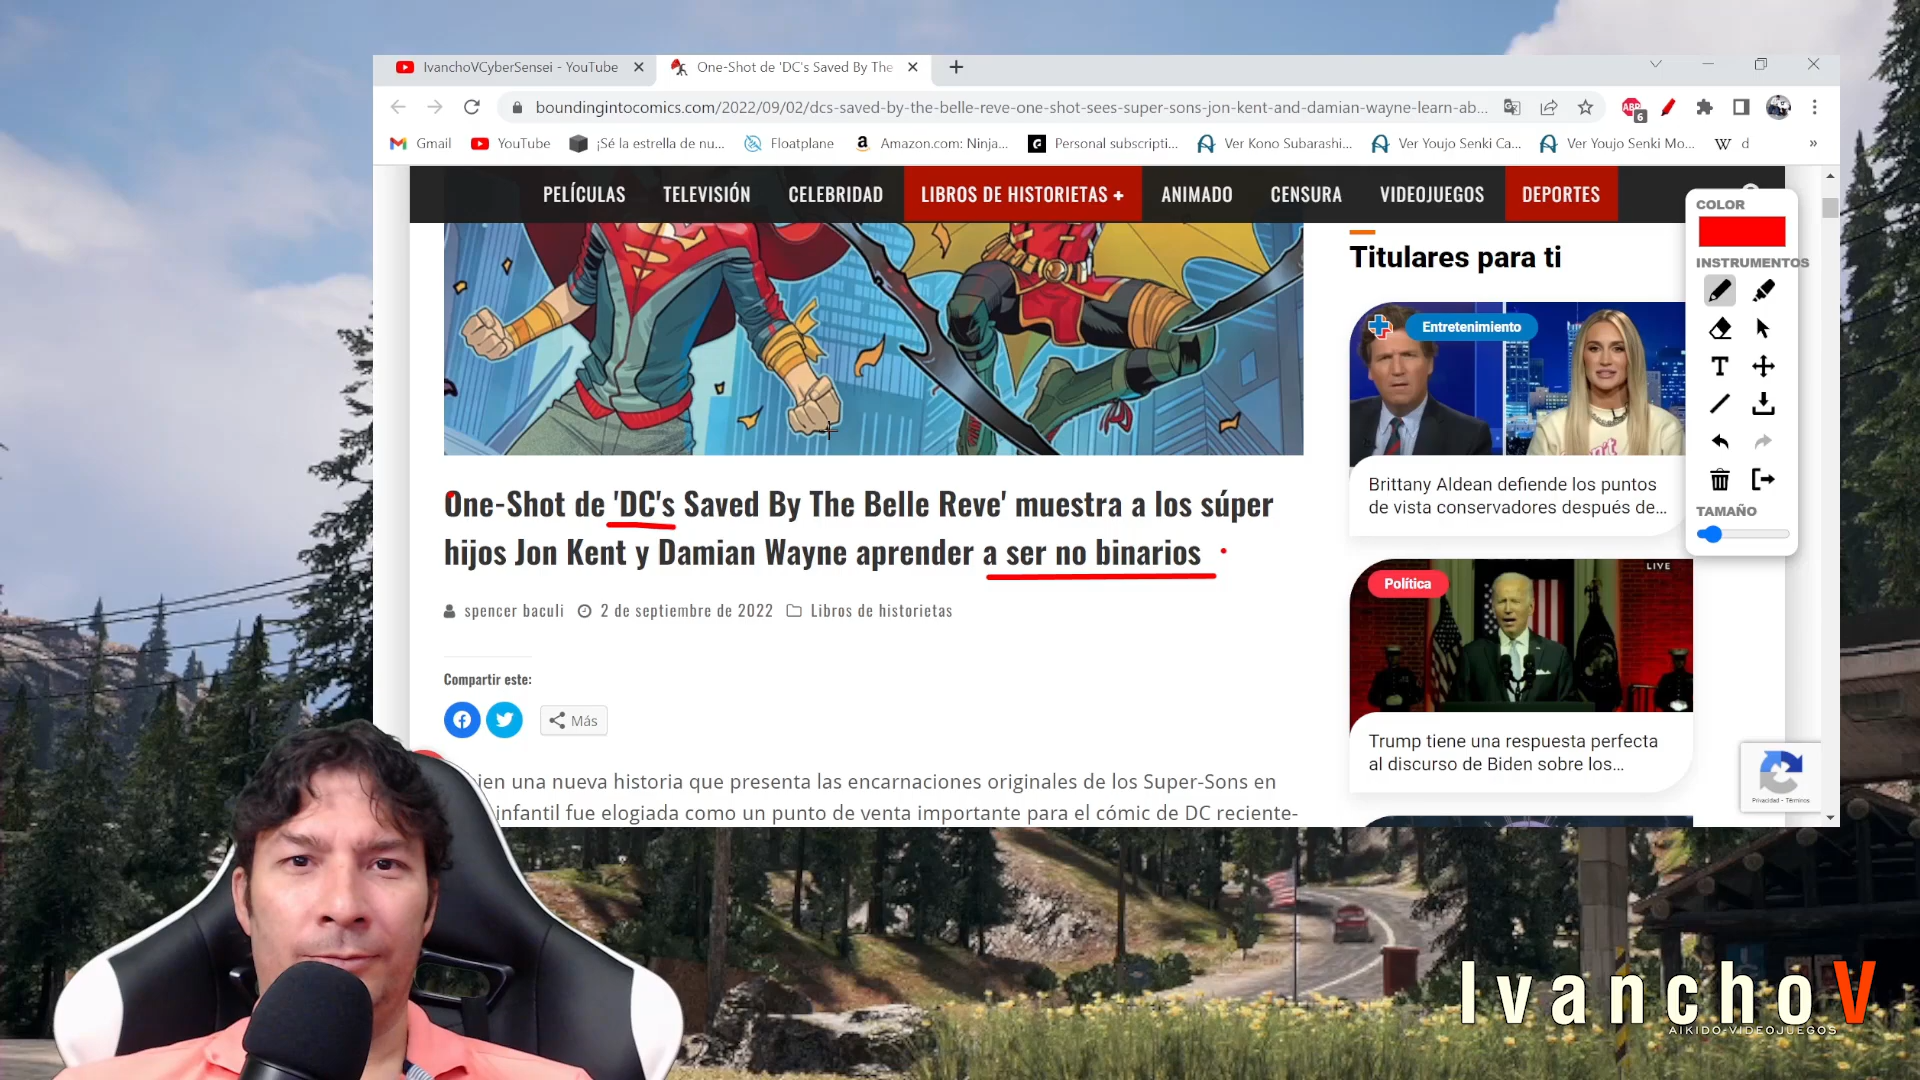 IvanchoVCyberSensei - YouTube
One-Shot de 'DC's Saved By The
boundingintocomics.com/2022/09/02/dcs-saved-by-the-belle-reve-one-shot-sees-super-sons-jon-kent-and-damian-wayne-learn-ab...
ABP
6
Gmail
YouTube
¡Sé la estrella de nu...
Floatplane
Amazon.com: Ninja...
Personal subscripti...
Ver Kono Subarashi...
Ver Youjo Senki Ca...
Ver Youjo Senki Mo...
W d
»
PELÍCULAS
TELEVISIÓN
CELEBRIDAD
LIBROS DE HISTORIETAS +
ANIMADO
CENSURA
VIDEOJUEGOS
DEPORTES
COLOR
INSTRUMENTOS
T
TAMAÑO
Titulares para ti
Entretenimiento
Brittany Aldean defiende los puntos
de vista conservadores después de...
One-Shot de 'DC's Saved By The Belle Reve' muestra a los súper
hijos Jon Kent y Damian Wayne aprender a ser no binarios
spencer baculi
2 de septiembre de 2022
Libros de historietas
Política
LIVE
Trump tiene una respuesta perfecta
al discurso de Biden sobre los...
Compartir este:
Más
Privacidad - Términos
ien una nueva historia que presenta las encarnaciones originales de los Super-Sons en
infantil fue elogiada como un punto de venta importante para el cómic de DC reciente-
IvanchoV
AIKIDO-VIDEOJUEGOS